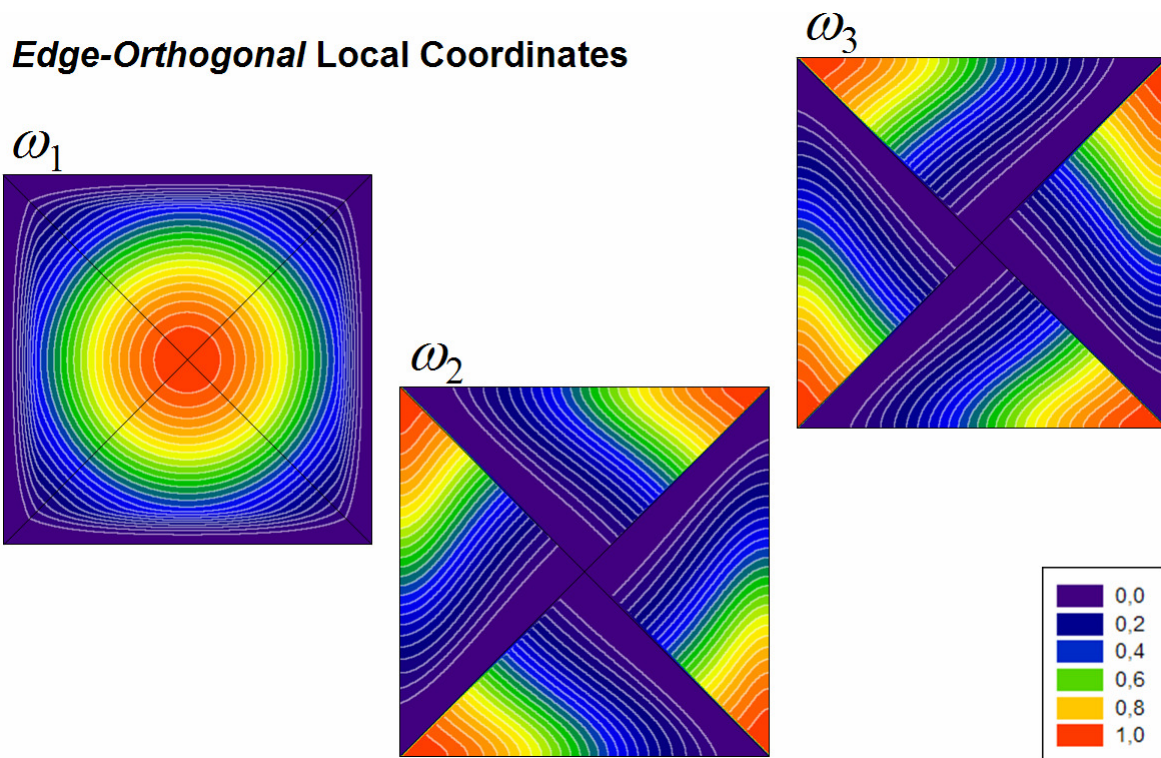 Edge-Orthogonal Local Coordinates
ω₁
ω₂
ω₃
0,0
0,2
0,4
0,6
0,8
1,0